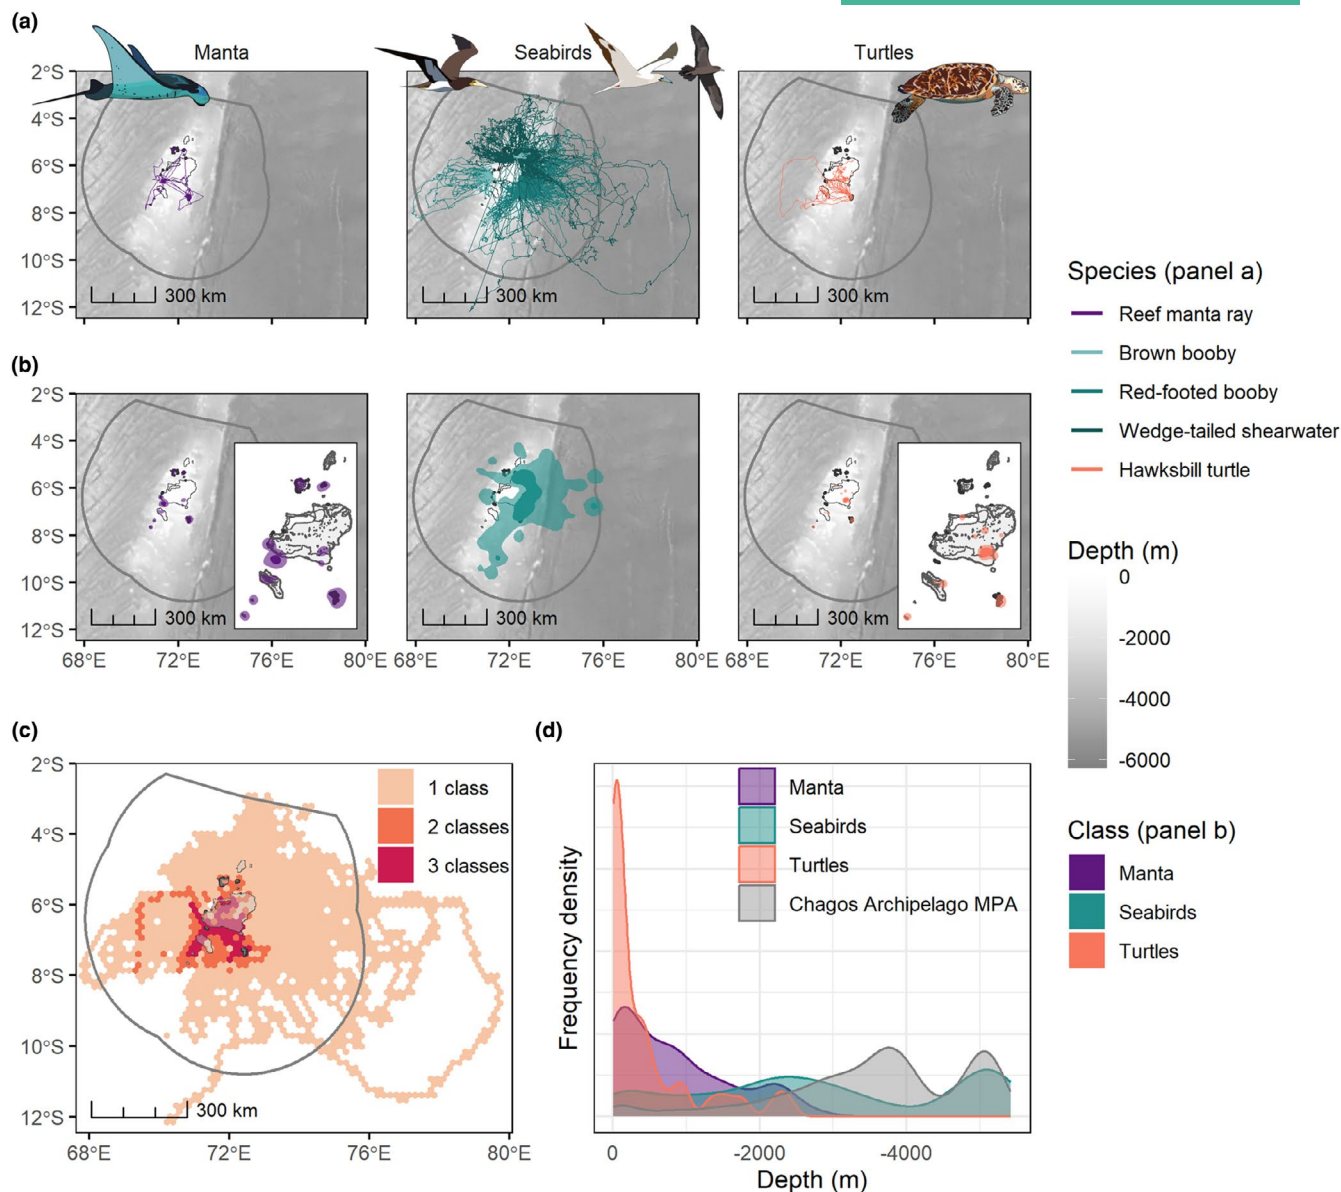 (a)
Manta
Seabirds
Turtles
2°S
4°S
6°S
8°S
10°S
12°S
300 km
300 km
300 km
(b)
2°S
4°S
6°S
8°S
10°S
12°S
300 km
300 km
300 km
68°E
72°E
76°E
80°E
68°E
72°E
76°E
80°E
68°E
72°E
76°E
80°E
Species (panel a)
Reef manta ray
Brown booby
Red-footed booby
Wedge-tailed shearwater
Hawksbill turtle
Depth (m)
0
-2000
-4000
-6000
Class (panel b)
Manta
Seabirds
Turtles
(c)
2°S
4°S
6°S
8°S
10°S
12°S
1 class
2 classes
3 classes
300 km
68°E
72°E
76°E
80°E
(d)
Frequency density
Manta
Seabirds
Turtles
Chagos Archipelago MPA
0
-2000
-4000
Depth (m)